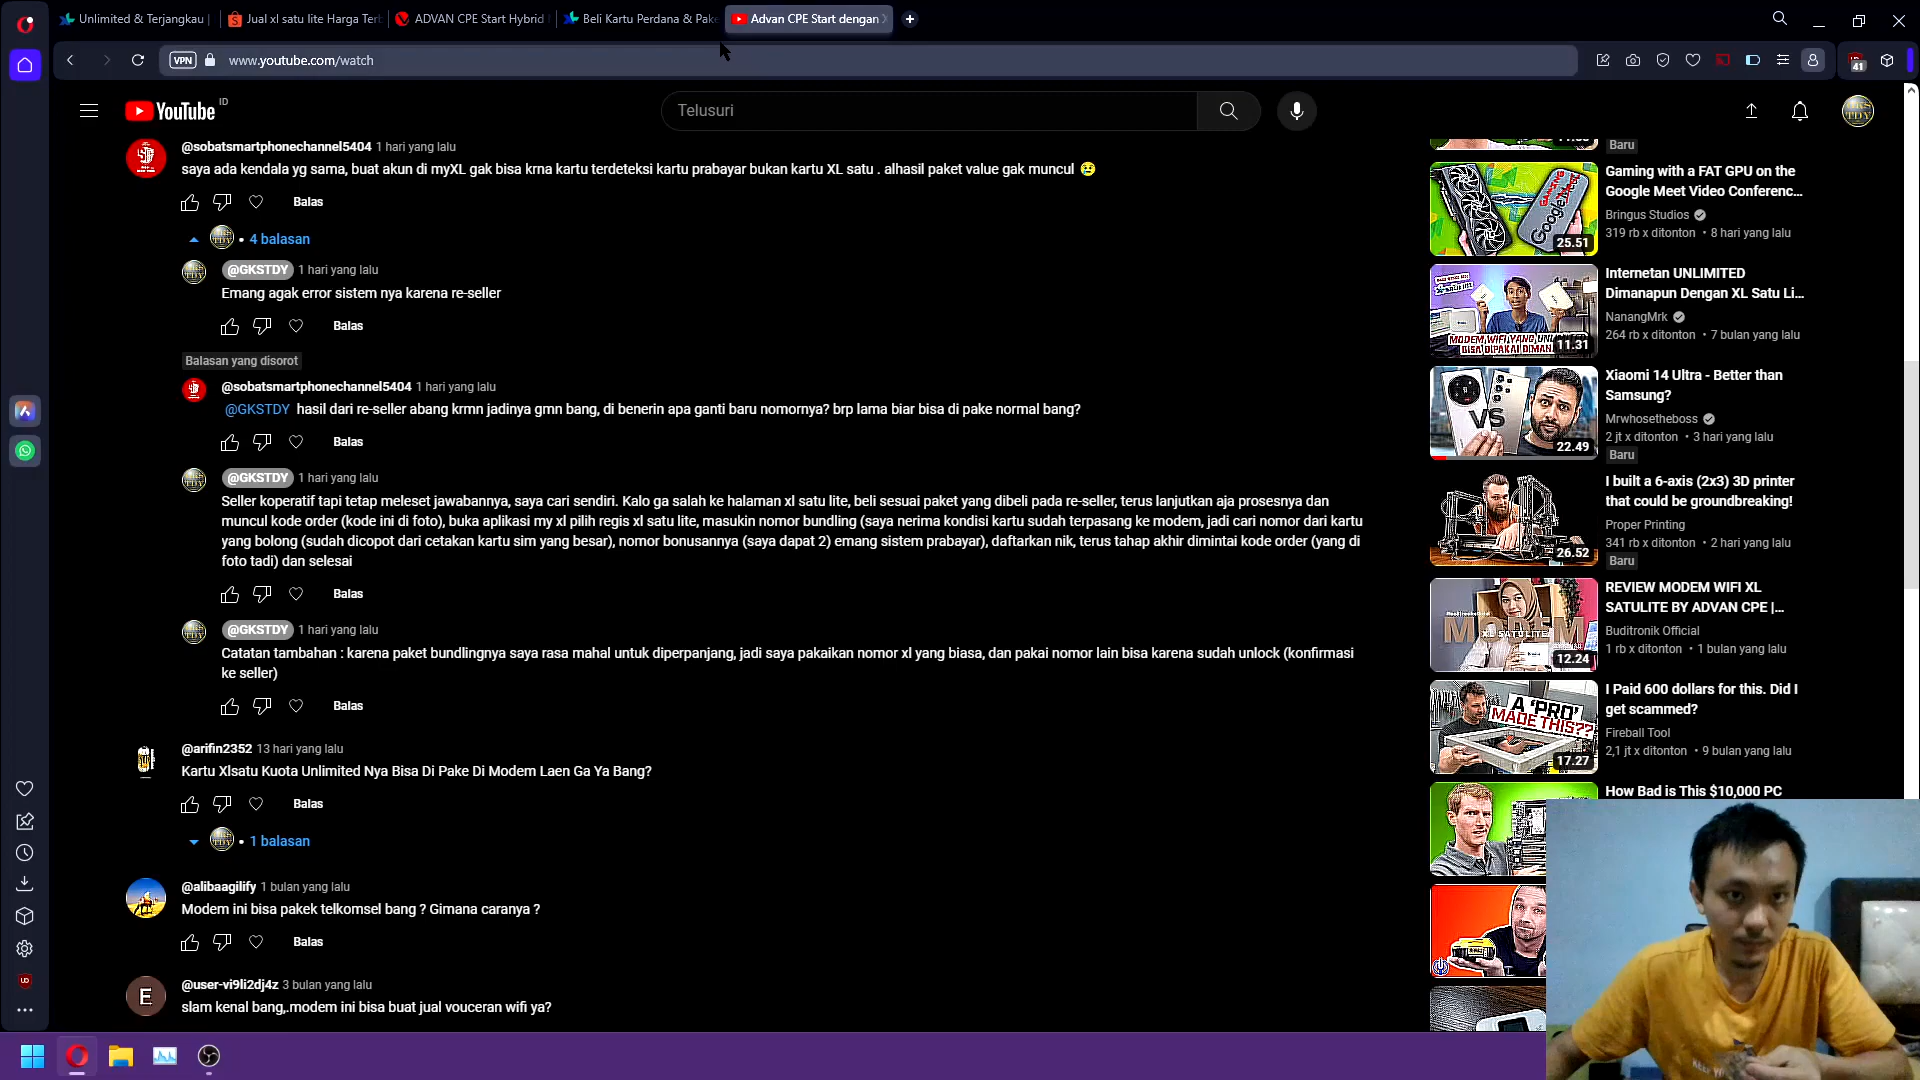 Unlimited & Terjangkau |
Jual xl satu lite Harga Terb
ADVAN CPE Start Hybrid
Beli Kartu Perdana & Pake
Advan CPE Start dengan X
VPN
www.youtube.com/watch
41
YouTube
ID
Telusuri
@sobatsmartphonechannel5404 1 hari yang lalu
saya ada kendala yg sama, buat akun di myXL gak bisa krna kartu terdeteksi kartu prabayar bukan kartu XL satu . alhasil paket value gak muncul 😢
Balas
• 4 balasan
@GKSTDY 1 hari yang lalu
Emang agak error sistem nya karena re-seller
Balas
Balasan yang disorot
@sobatsmartphonechannel5404 1 hari yang lalu
@GKSTDY hasil dari re-seller abang krmn jadinya gmn bang, di benerin apa ganti baru nomornya? brp lama biar bisa di pake normal bang?
Balas
@GKSTDY 1 hari yang lalu
Seller koperatif tapi tetap meleset jawabannya, saya cari sendiri. Kalo ga salah ke halaman xl satu lite, beli sesuai paket yang dibeli pada re-seller, terus lanjutkan aja prosesnya dan
muncul kode order (kode ini di foto), buka aplikasi my xl pilih regis xl satu lite, masukin nomor bundling (saya nerima kondisi kartu sudah terpasang ke modem, jadi cari nomor dari kartu
yang bolong (sudah dicopot dari cetakan kartu sim yang besar), nomor bonusannya (saya dapat 2) emang sistem prabayar), daftarkan nik, terus tahap akhir dimintai kode order (yang di
foto tadi) dan selesai
Balas
@GKSTDY 1 hari yang lalu
Catatan tambahan : karena paket bundlingnya saya rasa mahal untuk diperpanjang, jadi saya pakaikan nomor xl yang biasa, dan pakai nomor lain bisa karena sudah unlock (konfirmasi
ke seller)
Balas
@arifin2352 13 hari yang lalu
Kartu Xlsatu Kuota Unlimited Nya Bisa Di Pake Di Modem Laen Ga Ya Bang?
Balas
• 1 balasan
@alibaagilify 1 bulan yang lalu
Modem ini bisa pakek telkomsel bang ? Gimana caranya ?
Balas
E
@user-vi9li2dj4z 3 bulan yang lalu
slam kenal bang,.modem ini bisa buat jual vouceran wifi ya?
Baru
Gaming with a FAT GPU on the
Google Meet Video Conferenc...
Bringus Studios
319 rb x ditonton • 8 hari yang lalu
25.51
Internetan UNLIMITED
Dimanapun Dengan XL Satu Li...
NanangMrk
264 rb x ditonton • 7 bulan yang lalu
11.31
Xiaomi 14 Ultra - Better than
Samsung?
Mrwhosetheboss
2 jt x ditonton • 3 hari yang lalu
Baru
VS
22.49
I built a 6-axis (2x3) 3D printer
that could be groundbreaking!
Proper Printing
341 rb x ditonton • 2 hari yang lalu
Baru
26.52
REVIEW MODEM WIFI XL
SATULITE BY ADVAN CPE |...
Buditronik Official
1 rb x ditonton • 1 bulan yang lalu
MODEM
XL SATULITE
12.24
I Paid 600 dollars for this. Did I
get scammed?
Fireball Tool
2,1 jt x ditonton • 9 bulan yang lalu
A 'PRO'
MADE THIS??
17.27
How Bad is This $10,000 PC